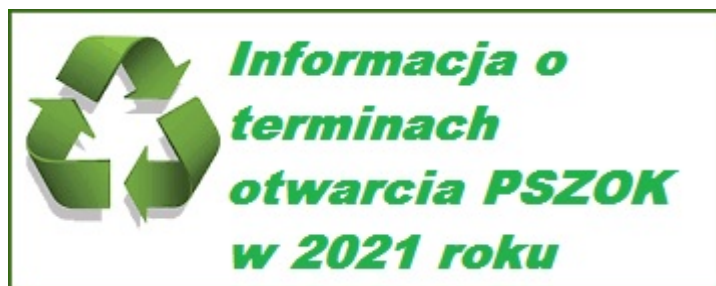 Informacja o
terminach
otwarcia PSZOK
w 2021 roku